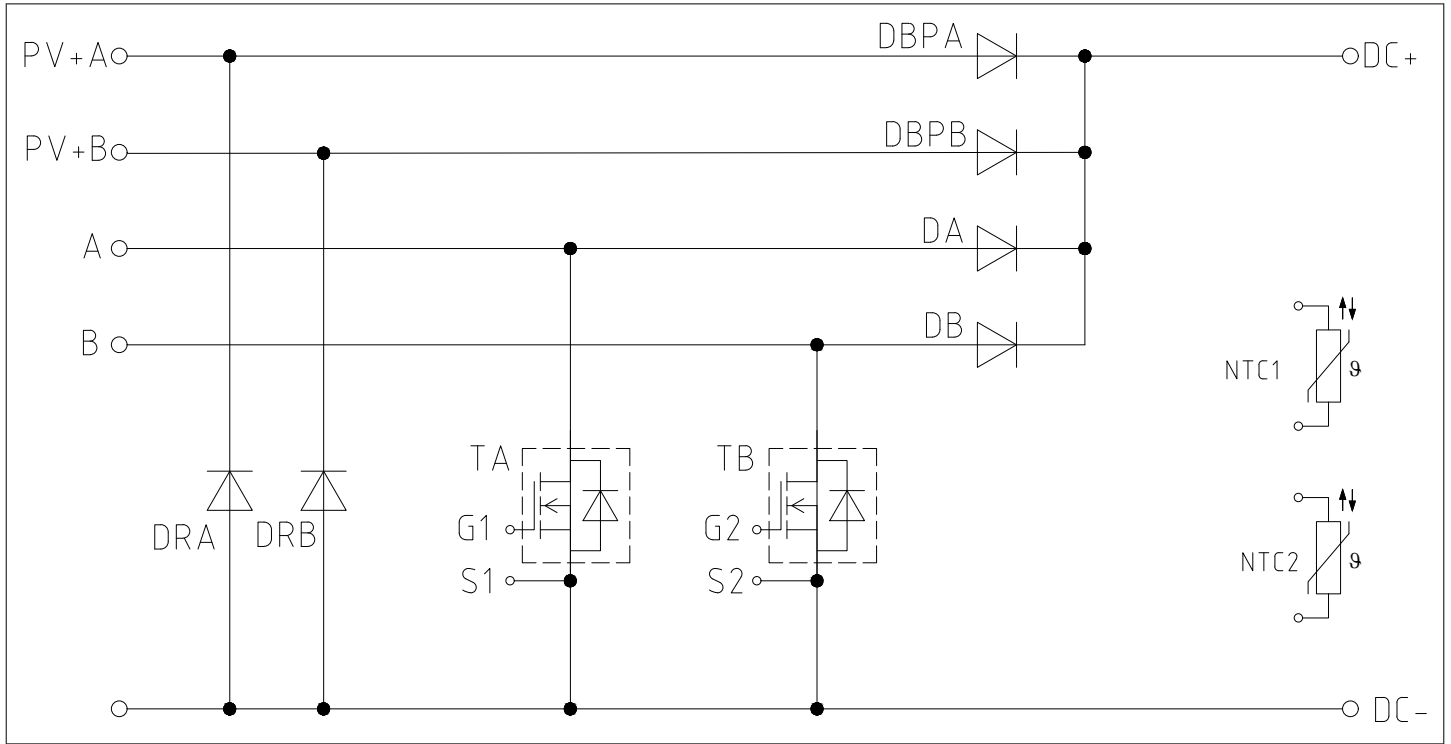 DBPA
PV+A
DC+
DBPB
PV+B
DA
A
DB
B
NTC1
ϑ
TA
TB
G1
G2
DRA
DRB
NTC2
ϑ
S1
S2
DC-